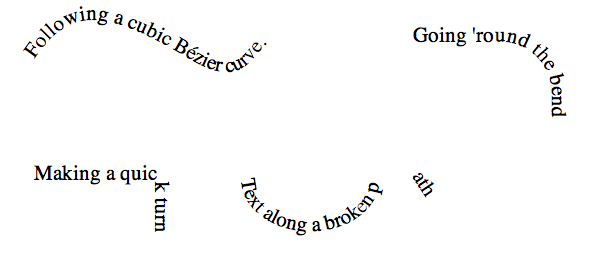 Following a cubic Bézier curve.
Going 'round the bend
Making a quick turn
Text along a broken path